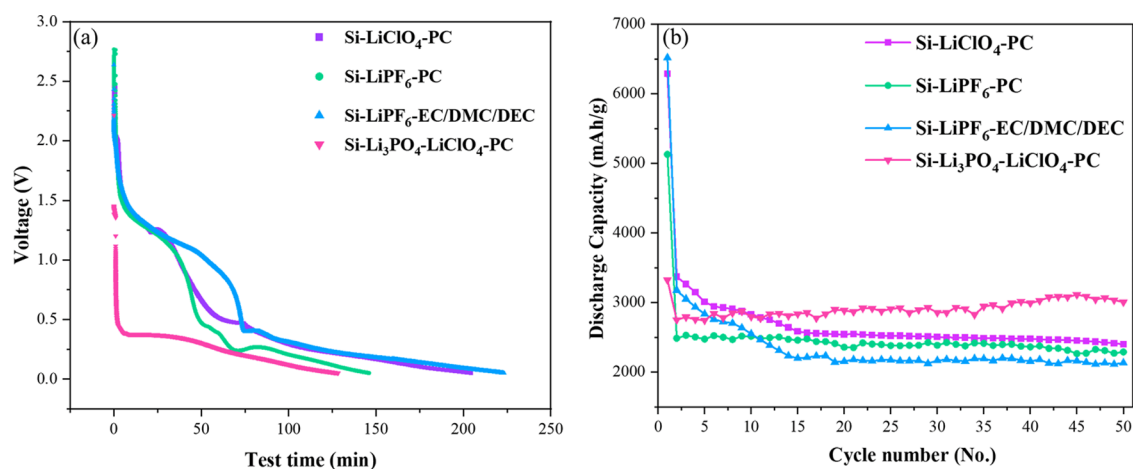 (a)
Si-LiClO₄-PC
Si-LiPF₆-PC
Si-LiPF₆-EC/DMC/DEC
Si-Li₃PO₄-LiClO₄-PC
3.0
2.5
2.0
1.5
1.0
0.5
0.0
Voltage (V)
0 50 100 150 200 250
Test time (min)
(b)
Si-LiClO₄-PC
Si-LiPF₆-PC
Si-LiPF₆-EC/DMC/DEC
Si-Li₃PO₄-LiClO₄-PC
7000
6000
5000
4000
3000
2000
Discharge Capacity (mAh/g)
0 5 10 15 20 25 30 35 40 45 50
Cycle number (No.)